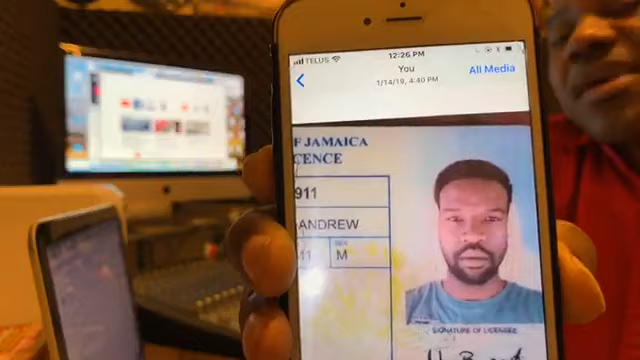 TELUS 12:26 PM
You
1/14/19, 4:40 PM
All Media
F JAMAICA
CENCE
911
ANDREW
SEX
M
SIGNATURE OF LICENSEE